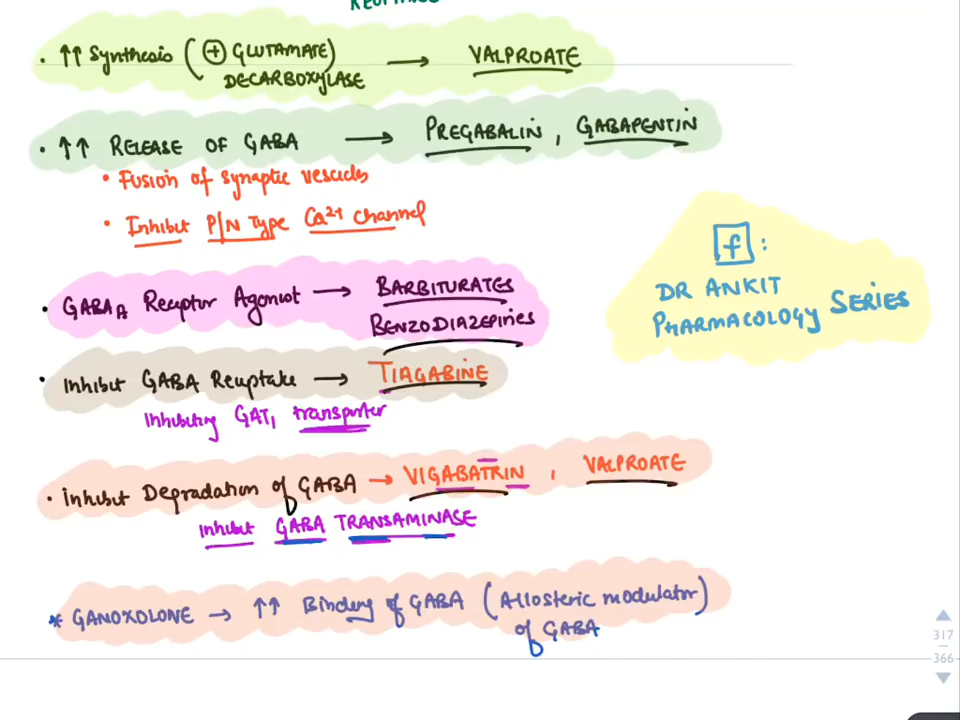 • ↑↑ Synthesis (⊕ GLUTAMATE) → VALPROATE
DECARBOXYLASE
• ↑↑ RELEASE OF GABA → PREGABALIN, GABAPENTIN
• Fusion of synaptic vescicles
• Inhibit P/N Type Ca²⁺ channel
f :
DR ANKIT
PHARMACOLOGY SERIES
• GABA A Receptor Agonist → BARBITURATES
BENZODIAZEPINES
• Inhibit GABA Reuptake → TIAGABINE
Inhibiting GAT1 transporter
• Inhibit Degradation of GABA → VIGABATRIN, VALPROATE
Inhibit GABA TRANSAMINASE
* GANOXOLONE → ↑↑ Binding of GABA (Allosteric modulator)
of GABA
317
366